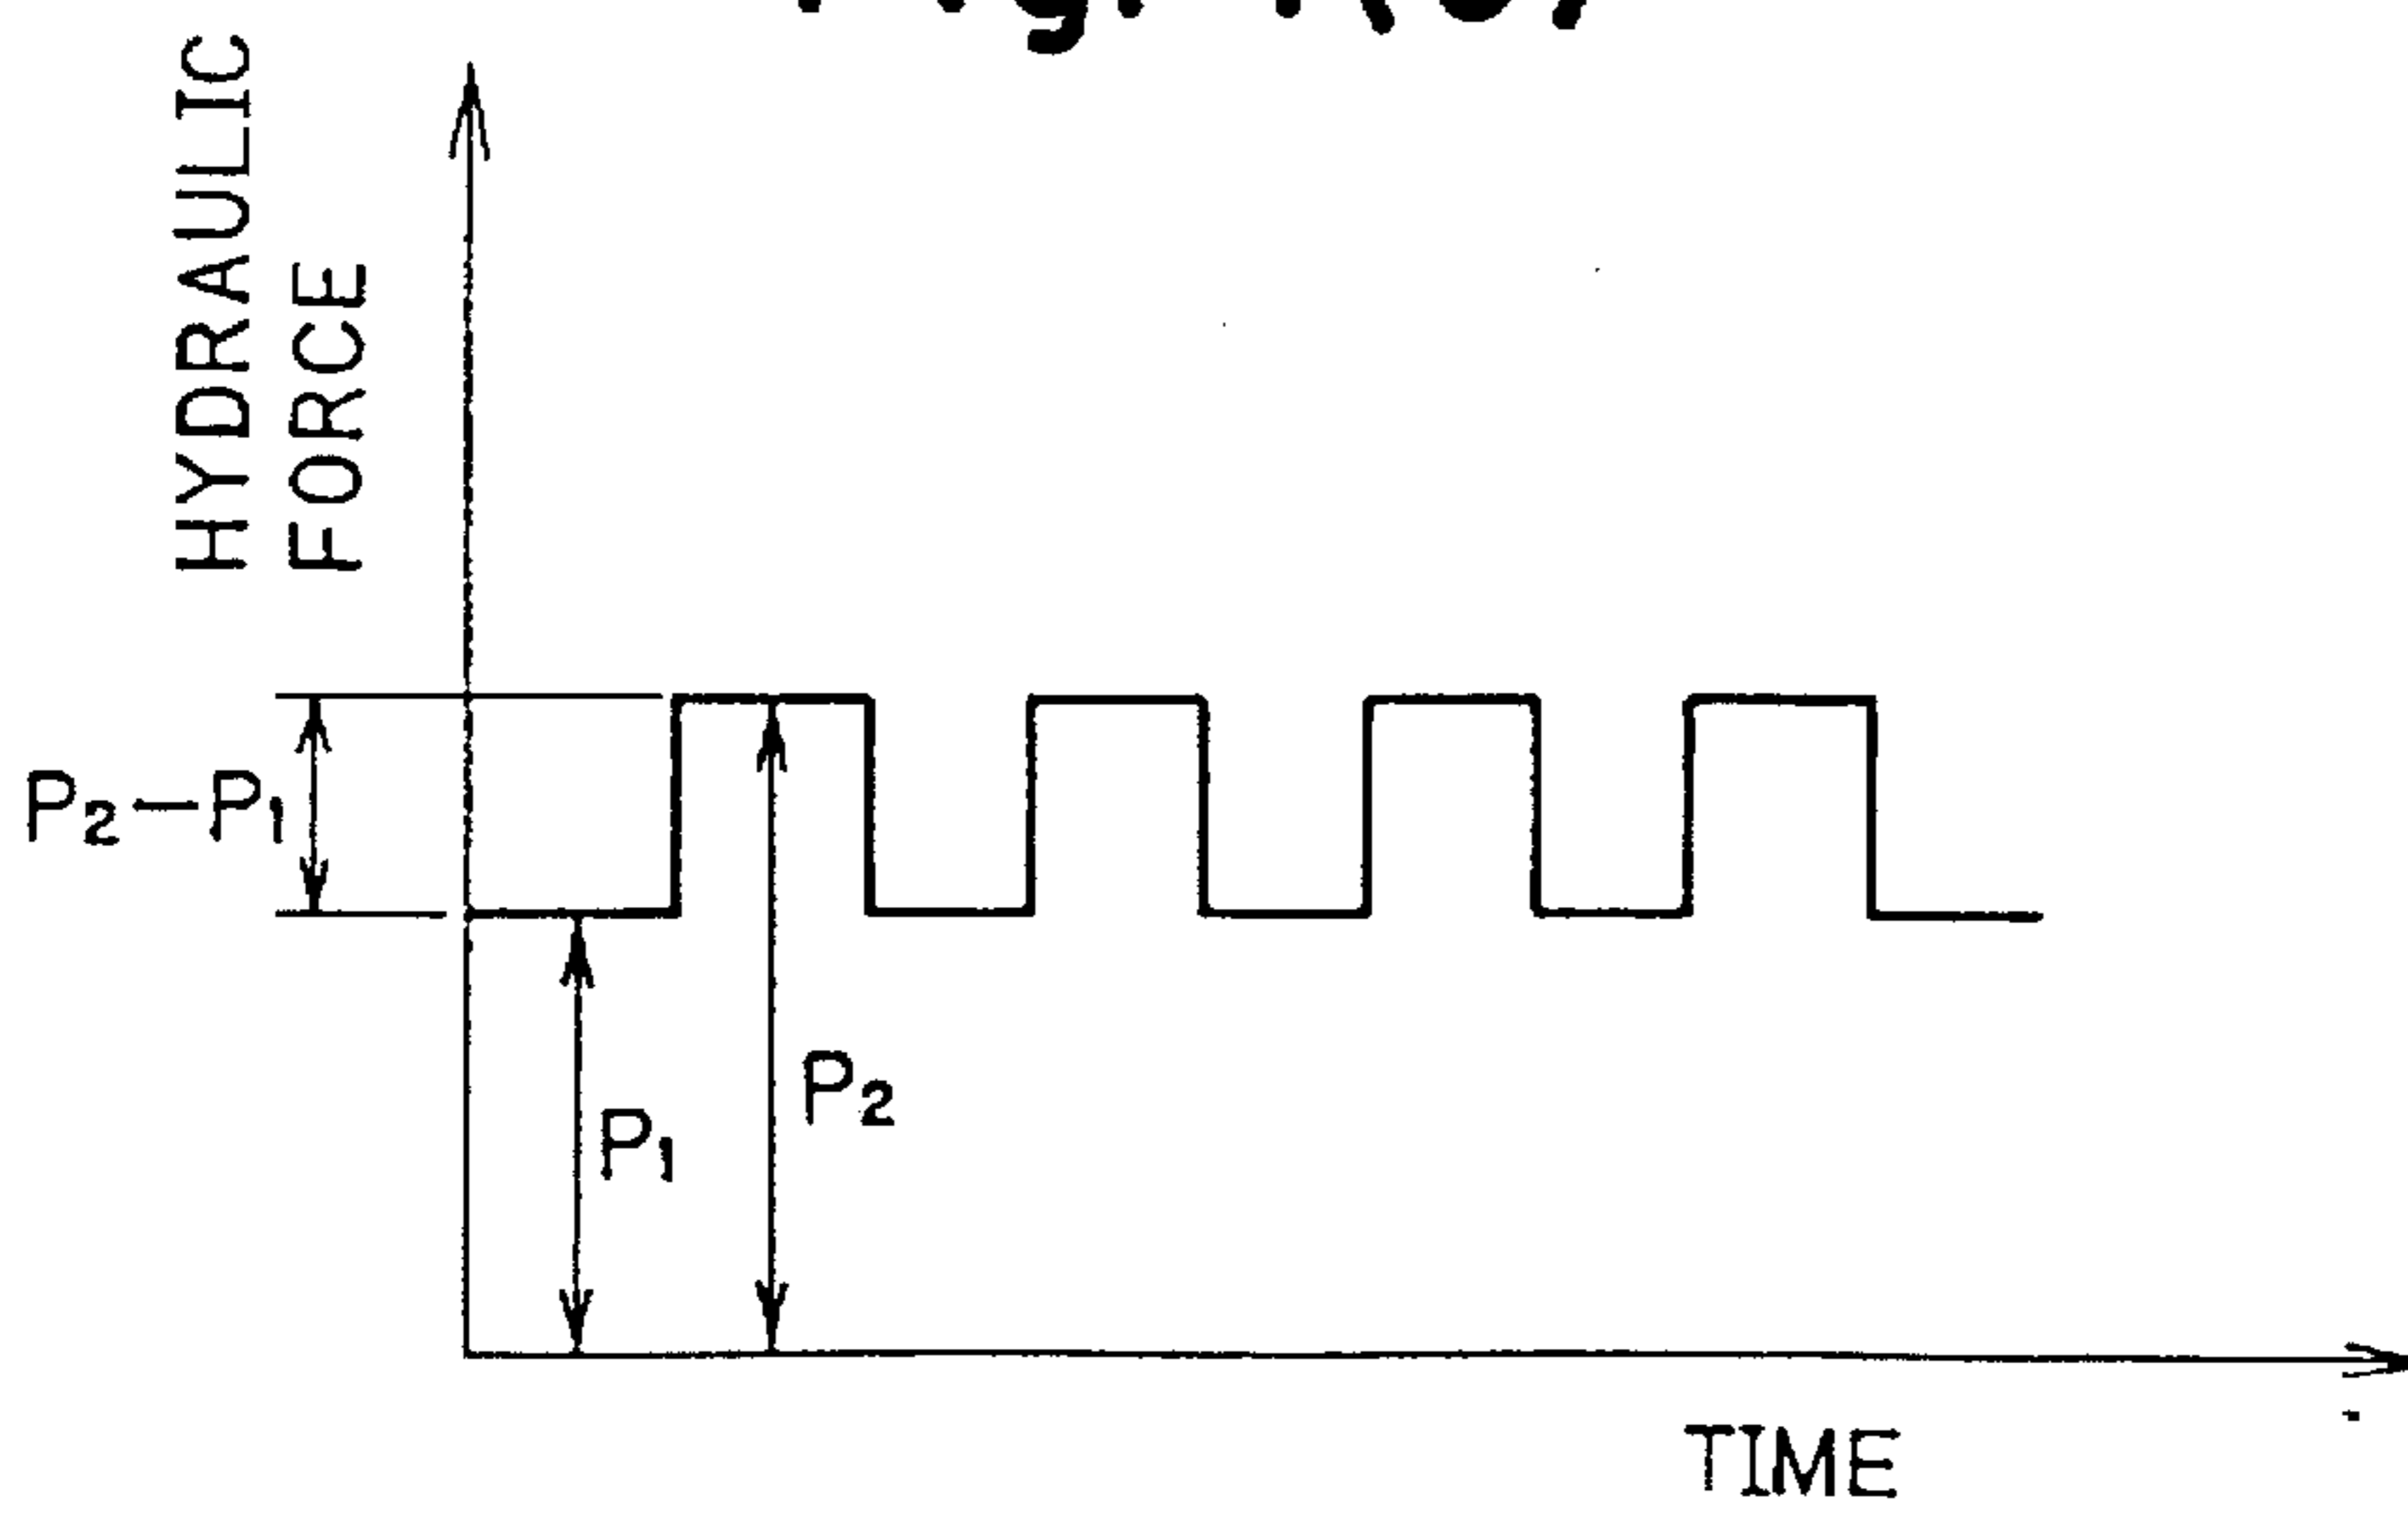 HYDRAULIC
FORCE
P₂—P₁
P₁
P₂
TIME